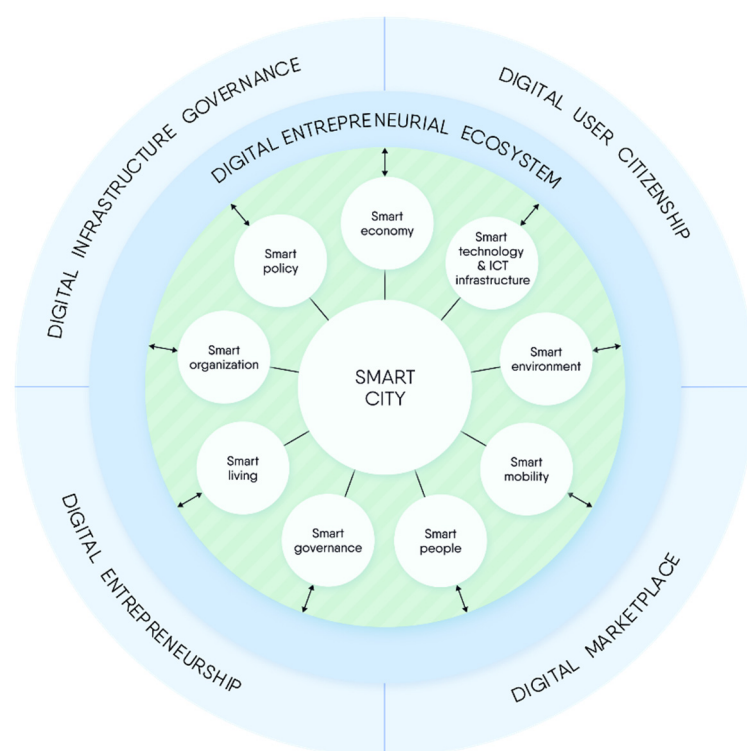 DIGITAL INFRASTRUCTURE GOVERNANCE
DIGITAL USER CITIZENSHIP
DIGITAL ENTREPRENEURIAL ECOSYSTEM
Smart
economy
Smart
policy
Smart
technology
& ICT
infrastructure
Smart
organization
Smart
environment
SMART
CITY
Smart
living
Smart
mobility
Smart
governance
Smart
people
DIGITAL ENTREPRENEURSHIP
DIGITAL MARKETPLACE